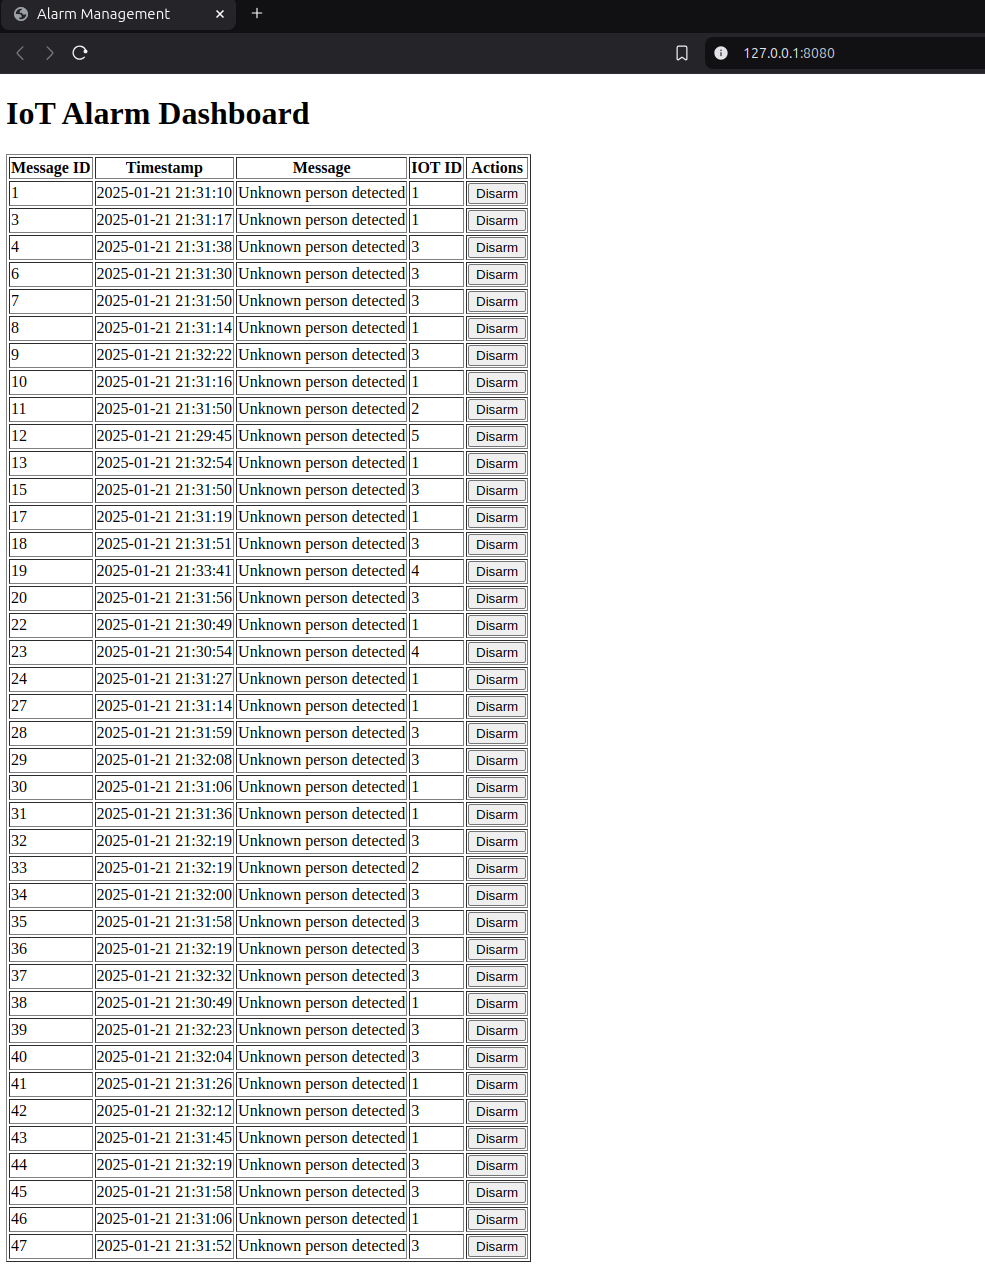 Alarm Management
127.0.0.1:8080
IoT Alarm Dashboard
Message ID Timestamp Message IOT ID Actions
1 2025-01-21 21:31:10 Unknown person detected 1 Disarm
3 2025-01-21 21:31:17 Unknown person detected 1 Disarm
4 2025-01-21 21:31:38 Unknown person detected 3 Disarm
6 2025-01-21 21:31:30 Unknown person detected 3 Disarm
7 2025-01-21 21:31:50 Unknown person detected 3 Disarm
8 2025-01-21 21:31:14 Unknown person detected 1 Disarm
9 2025-01-21 21:32:22 Unknown person detected 3 Disarm
10 2025-01-21 21:31:16 Unknown person detected 1 Disarm
11 2025-01-21 21:31:50 Unknown person detected 2 Disarm
12 2025-01-21 21:29:45 Unknown person detected 5 Disarm
13 2025-01-21 21:32:54 Unknown person detected 1 Disarm
15 2025-01-21 21:31:50 Unknown person detected 3 Disarm
17 2025-01-21 21:31:19 Unknown person detected 1 Disarm
18 2025-01-21 21:31:51 Unknown person detected 3 Disarm
19 2025-01-21 21:33:41 Unknown person detected 4 Disarm
20 2025-01-21 21:31:56 Unknown person detected 3 Disarm
22 2025-01-21 21:30:49 Unknown person detected 1 Disarm
23 2025-01-21 21:30:54 Unknown person detected 4 Disarm
24 2025-01-21 21:31:27 Unknown person detected 1 Disarm
27 2025-01-21 21:31:14 Unknown person detected 1 Disarm
28 2025-01-21 21:31:59 Unknown person detected 3 Disarm
29 2025-01-21 21:32:08 Unknown person detected 3 Disarm
30 2025-01-21 21:31:06 Unknown person detected 1 Disarm
31 2025-01-21 21:31:36 Unknown person detected 1 Disarm
32 2025-01-21 21:32:19 Unknown person detected 3 Disarm
33 2025-01-21 21:32:19 Unknown person detected 2 Disarm
34 2025-01-21 21:32:00 Unknown person detected 3 Disarm
35 2025-01-21 21:31:58 Unknown person detected 3 Disarm
36 2025-01-21 21:32:19 Unknown person detected 3 Disarm
37 2025-01-21 21:32:32 Unknown person detected 3 Disarm
38 2025-01-21 21:30:49 Unknown person detected 1 Disarm
39 2025-01-21 21:32:23 Unknown person detected 3 Disarm
40 2025-01-21 21:32:04 Unknown person detected 3 Disarm
41 2025-01-21 21:31:26 Unknown person detected 1 Disarm
42 2025-01-21 21:32:12 Unknown person detected 3 Disarm
43 2025-01-21 21:31:45 Unknown person detected 1 Disarm
44 2025-01-21 21:32:19 Unknown person detected 3 Disarm
45 2025-01-21 21:31:58 Unknown person detected 3 Disarm
46 2025-01-21 21:31:06 Unknown person detected 1 Disarm
47 2025-01-21 21:31:52 Unknown person detected 3 Disarm